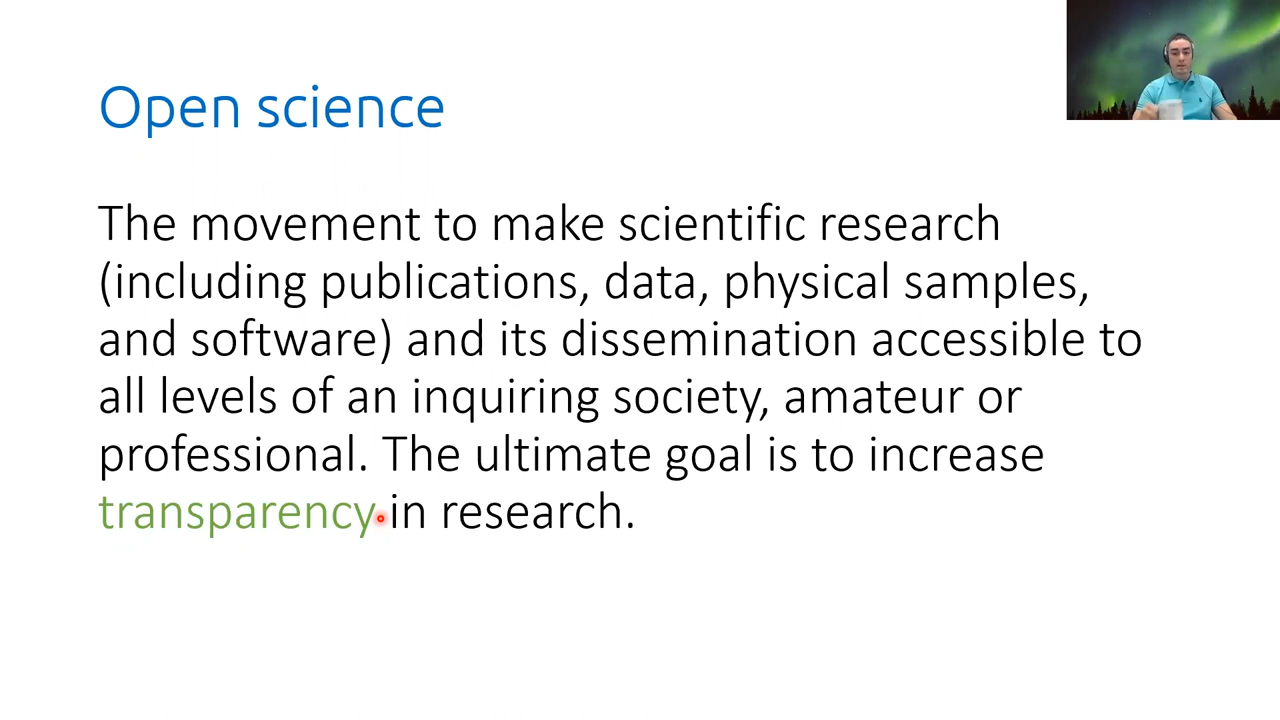 Open science
The movement to make scientific research
(including publications, data, physical samples,
and software) and its dissemination accessible to
all levels of an inquiring society, amateur or
professional. The ultimate goal is to increase
transparency in research.